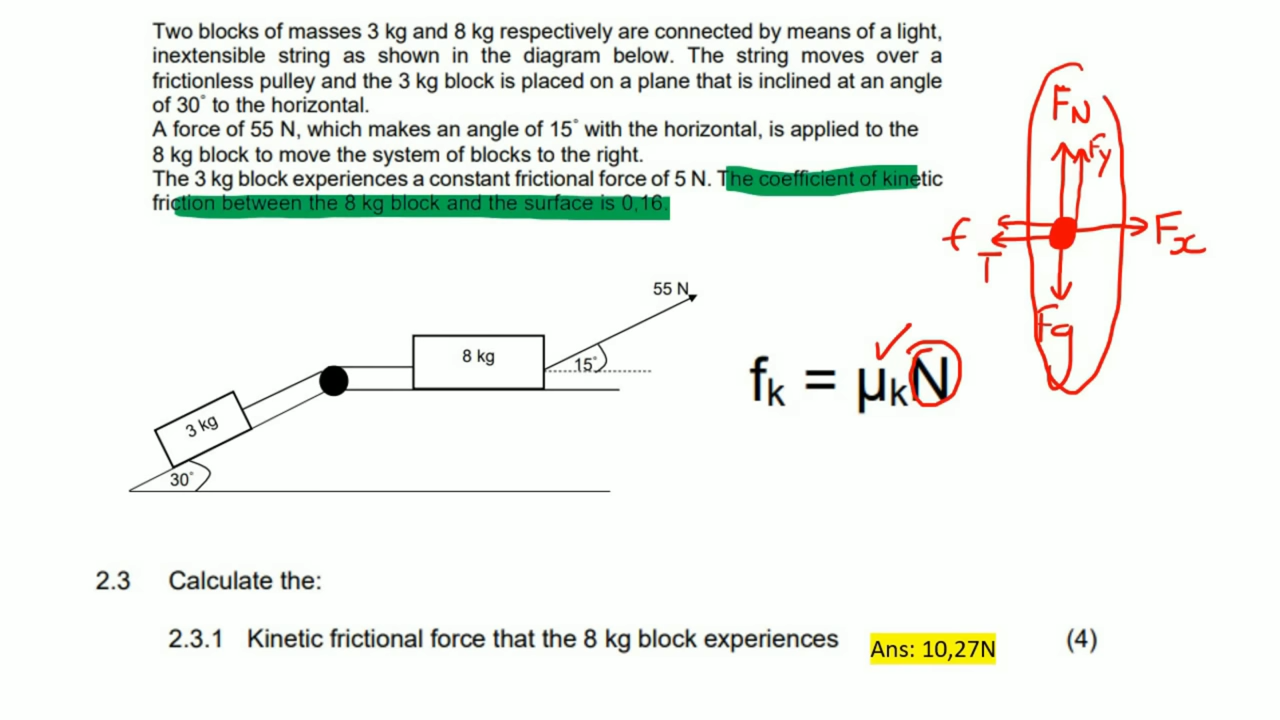 Two blocks of masses 3 kg and 8 kg respectively are connected by means of a light,
inextensible string as shown in the diagram below. The string moves over a
frictionless pulley and the 3 kg block is placed on a plane that is inclined at an angle
of 30° to the horizontal.
A force of 55 N, which makes an angle of 15° with the horizontal, is applied to the
8 kg block to move the system of blocks to the right.
The 3 kg block experiences a constant frictional force of 5 N. The coefficient of kinetic
friction between the 8 kg block and the surface is 0,16.
FN
Fy
f
T
Fx
Fg
55 N
8 kg
15°
3 kg
30°
fk = μkN
2.3 Calculate the:
2.3.1 Kinetic frictional force that the 8 kg block experiences
Ans: 10,27N
(4)